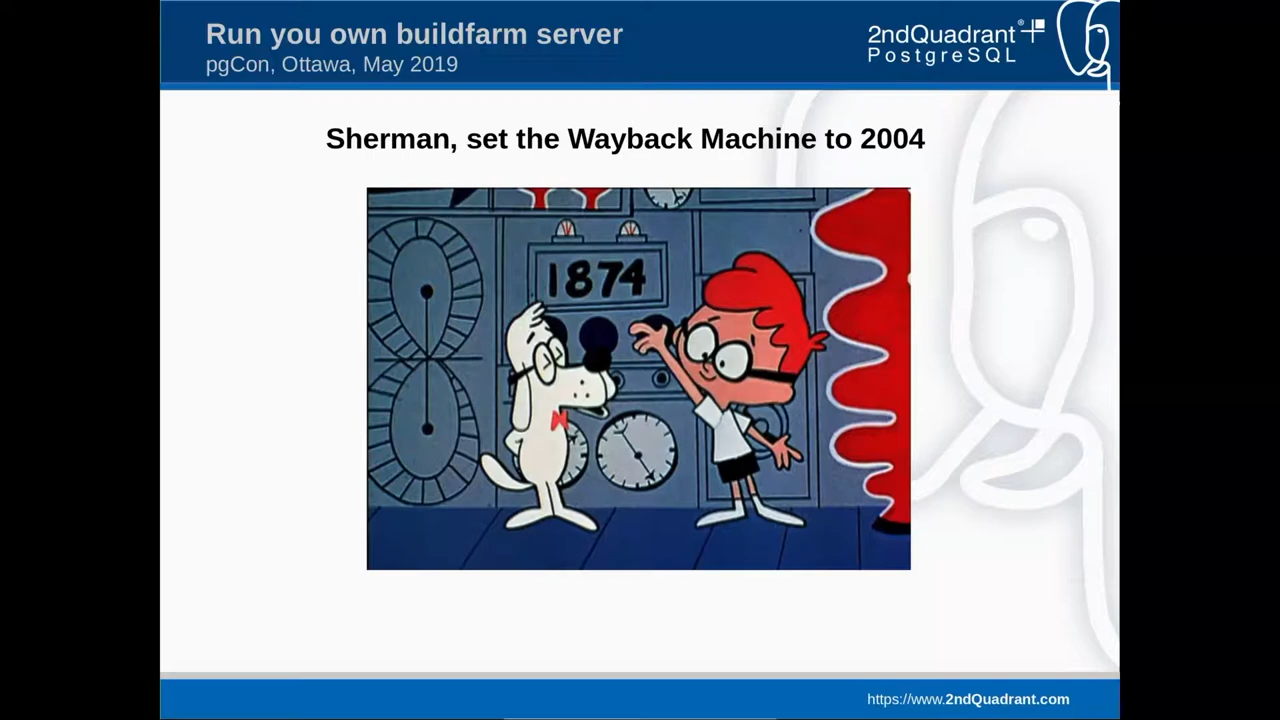 Run you own buildfarm server
pgCon, Ottawa, May 2019
2ndQuadrant®
PostgreSQL
Sherman, set the Wayback Machine to 2004
1874
https://www.2ndQuadrant.com